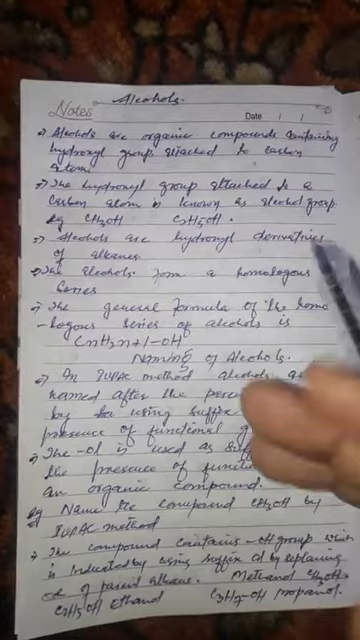 Alcohols.
Notes
Date / /
Alcohols are organic compounds containing
hydroxyl group attached to carbon
atom
The hydroxyl group attached to a
carbon atom is known as alcohol group
eg CH3OH C2H5OH.
Alcohols are hydroxyl derivatives
of alkanes
The alcohols form a homologous
series
The general formula of the homo
-logous series of alcohols is
CnH2n+1-OH
Naming of Alcohols.
In IUPAC method alcohols
named after the
by using suffix
presence of functional
The -ol is used as
the presence of
an organic compound.
eg Name the compound CH3OH by
IUPAC method
The compound contains -OH group which
is indicated by using suffix ol by replaing
of parent alkane. Methanol CH3OH
C2H5OH ethanol C3H7-OH propanol.